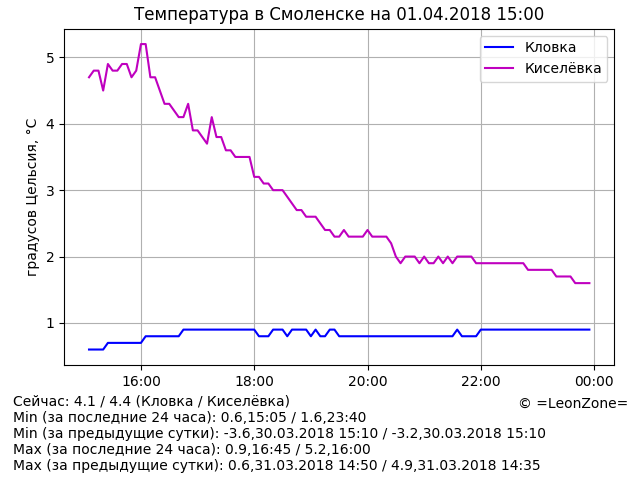 Температура в Смоленске на 01.04.2018 15:00
градусов Цельсия, °C
5
4
3
2
1
Кловка
Киселёвка
16:00 18:00 20:00 22:00 00:00
Сейчас: 4.1 / 4.4 (Кловка / Киселёвка)
© =LeonZone=
Min (за последние 24 часа): 0.6,15:05 / 1.6,23:40
Min (за предыдущие сутки): -3.6,30.03.2018 15:10 / -3.2,30.03.2018 15:10
Max (за последние 24 часа): 0.9,16:45 / 5.2,16:00
Max (за предыдущие сутки): 0.6,31.03.2018 14:50 / 4.9,31.03.2018 14:35